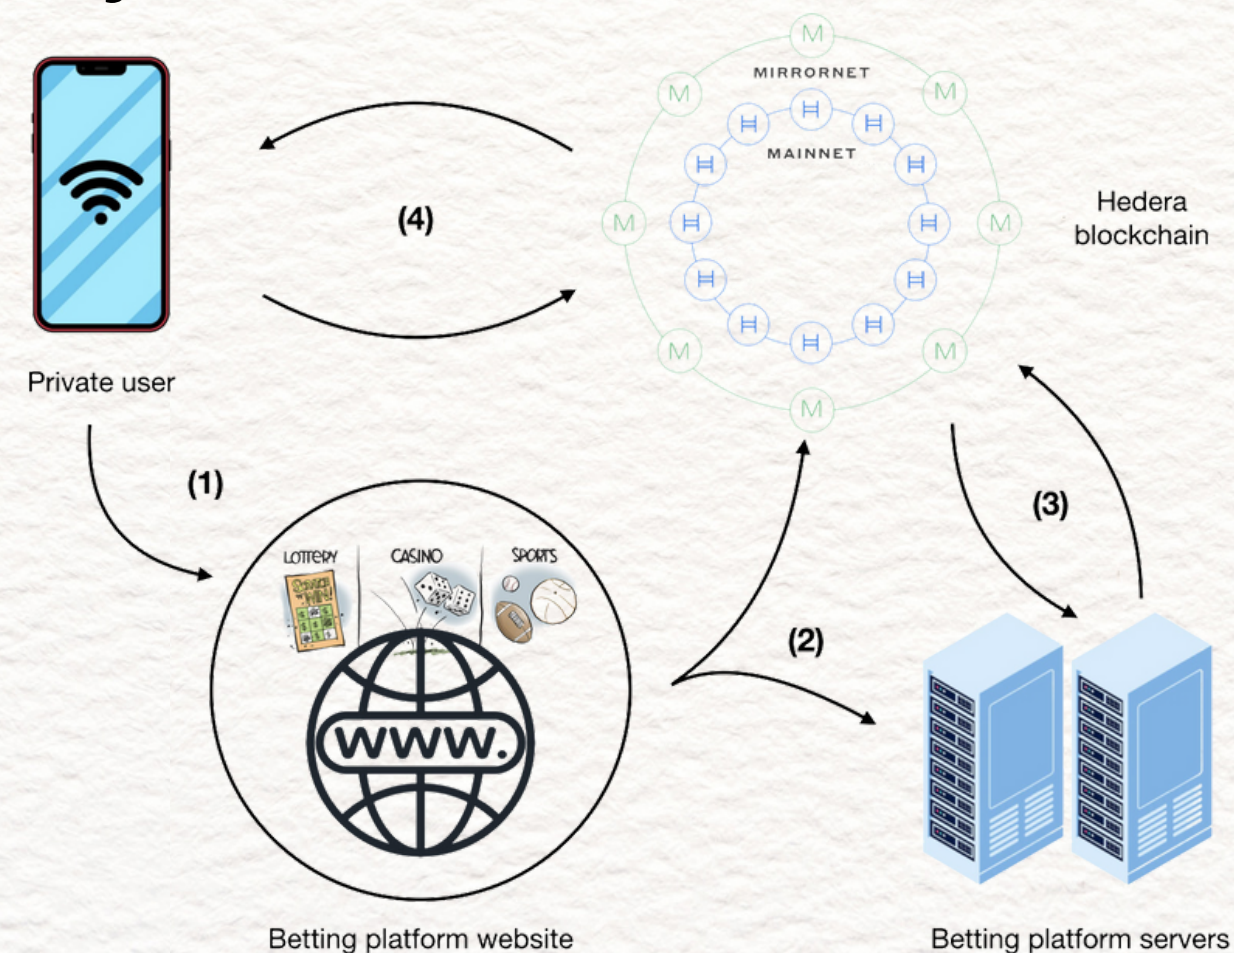 M
MIRRORNET
M
M
H
H
H
H
H
MAINNET
H
H
M
H
H
M
H
H
H
M
H
M
M
(4)
Hedera
blockchain
Private user
(1)
(3)
LOTTERY
CASINO
SPORTS
(2)
WWW.
Betting platform website
Betting platform servers